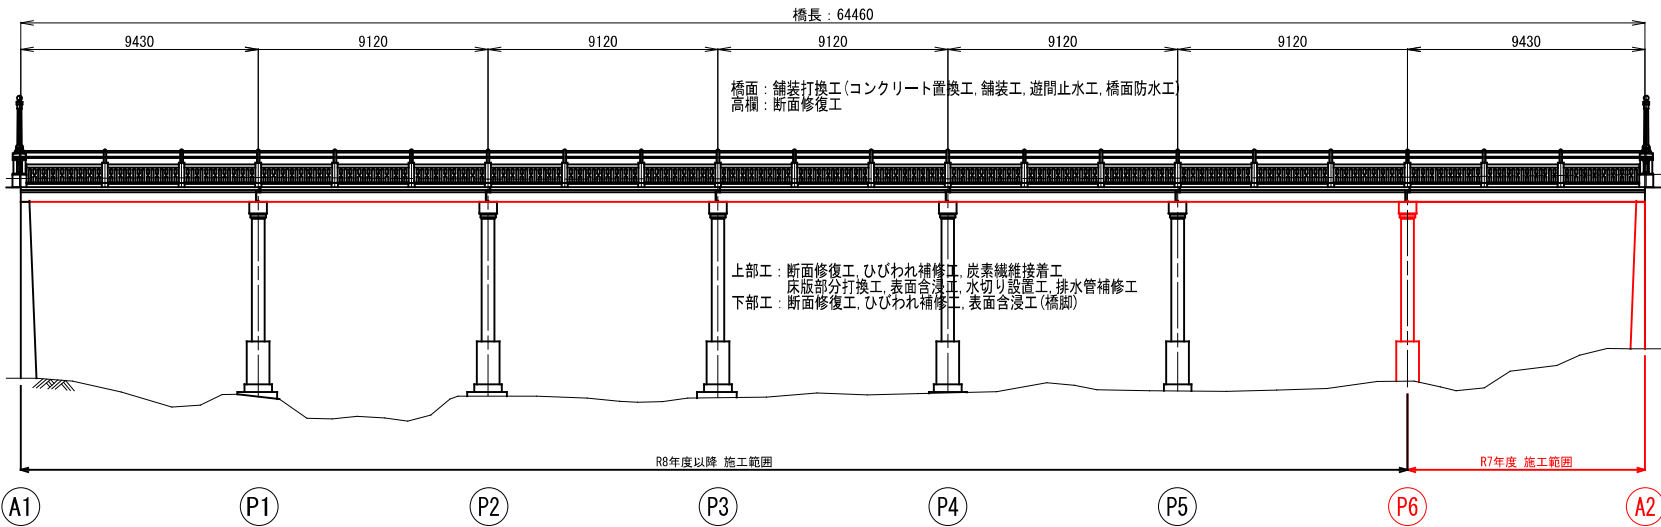 橋長：64460
9430 9120 9120 9120 9120 9120 9430
橋面：舗装打換工(コンクリート置換工,舗装工,遊間止水工,橋面防水工)
高欄：断面修復工
上部工：断面修復工,ひびわれ補修工,炭素繊維接着工
床版部分打換工,表面含浸工,水切り設置工,排水管補修工
下部工：断面修復工,ひびわれ補修工,表面含浸工(橋脚)
R8年度以降 施工範囲 R7年度 施工範囲
A1 P1 P2 P3 P4 P5 P6 A2